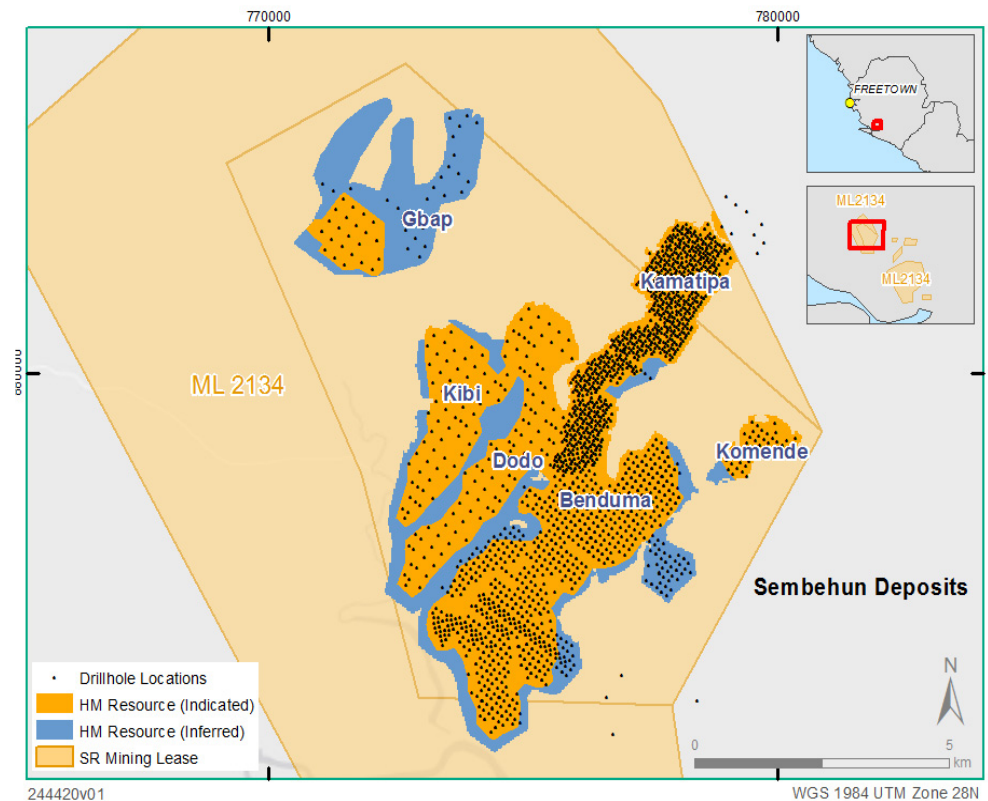 770000
780000
FREETOWN
ML2134
ML2134
Gbap
Kamatipa
ML 2134
Kibi
Dodo
Komende
Benduma
Sembehun Deposits
Drillhole Locations
HM Resource (Indicated)
HM Resource (Inferred)
SR Mining Lease
N
0
5
km
244420v01
WGS 1984 UTM Zone 28N